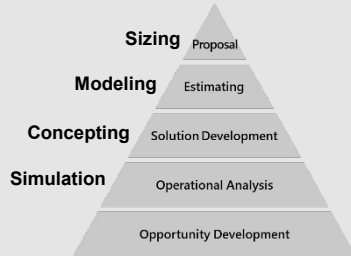 Sizing
Proposal
Modeling
Estimating
Concepting
Solution Development
Simulation
Operational Analysis
Opportunity Development